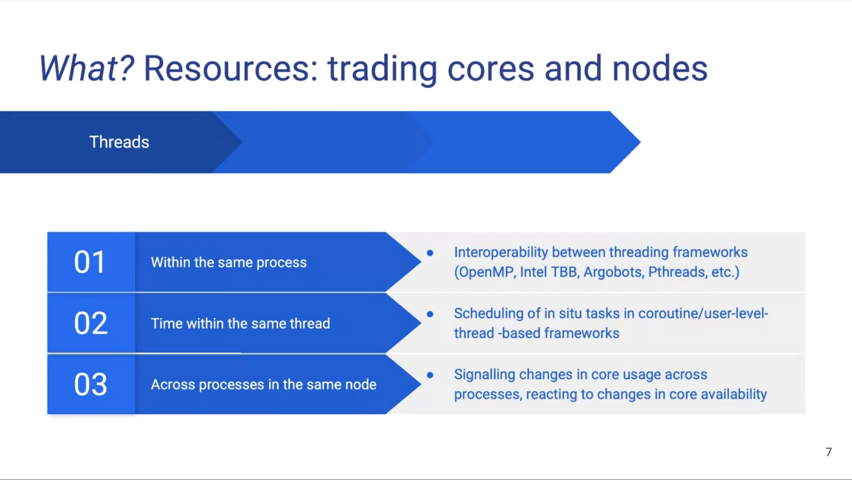 What? Resources: trading cores and nodes
Threads
01
Within the same process
Interoperability between threading frameworks
(OpenMP, Intel TBB, Argobots, Pthreads, etc.)
02
Time within the same thread
Scheduling of in situ tasks in coroutine/user-level-
thread -based frameworks
03
Across processes in the same node
Signalling changes in core usage across
processes, reacting to changes in core availability
7